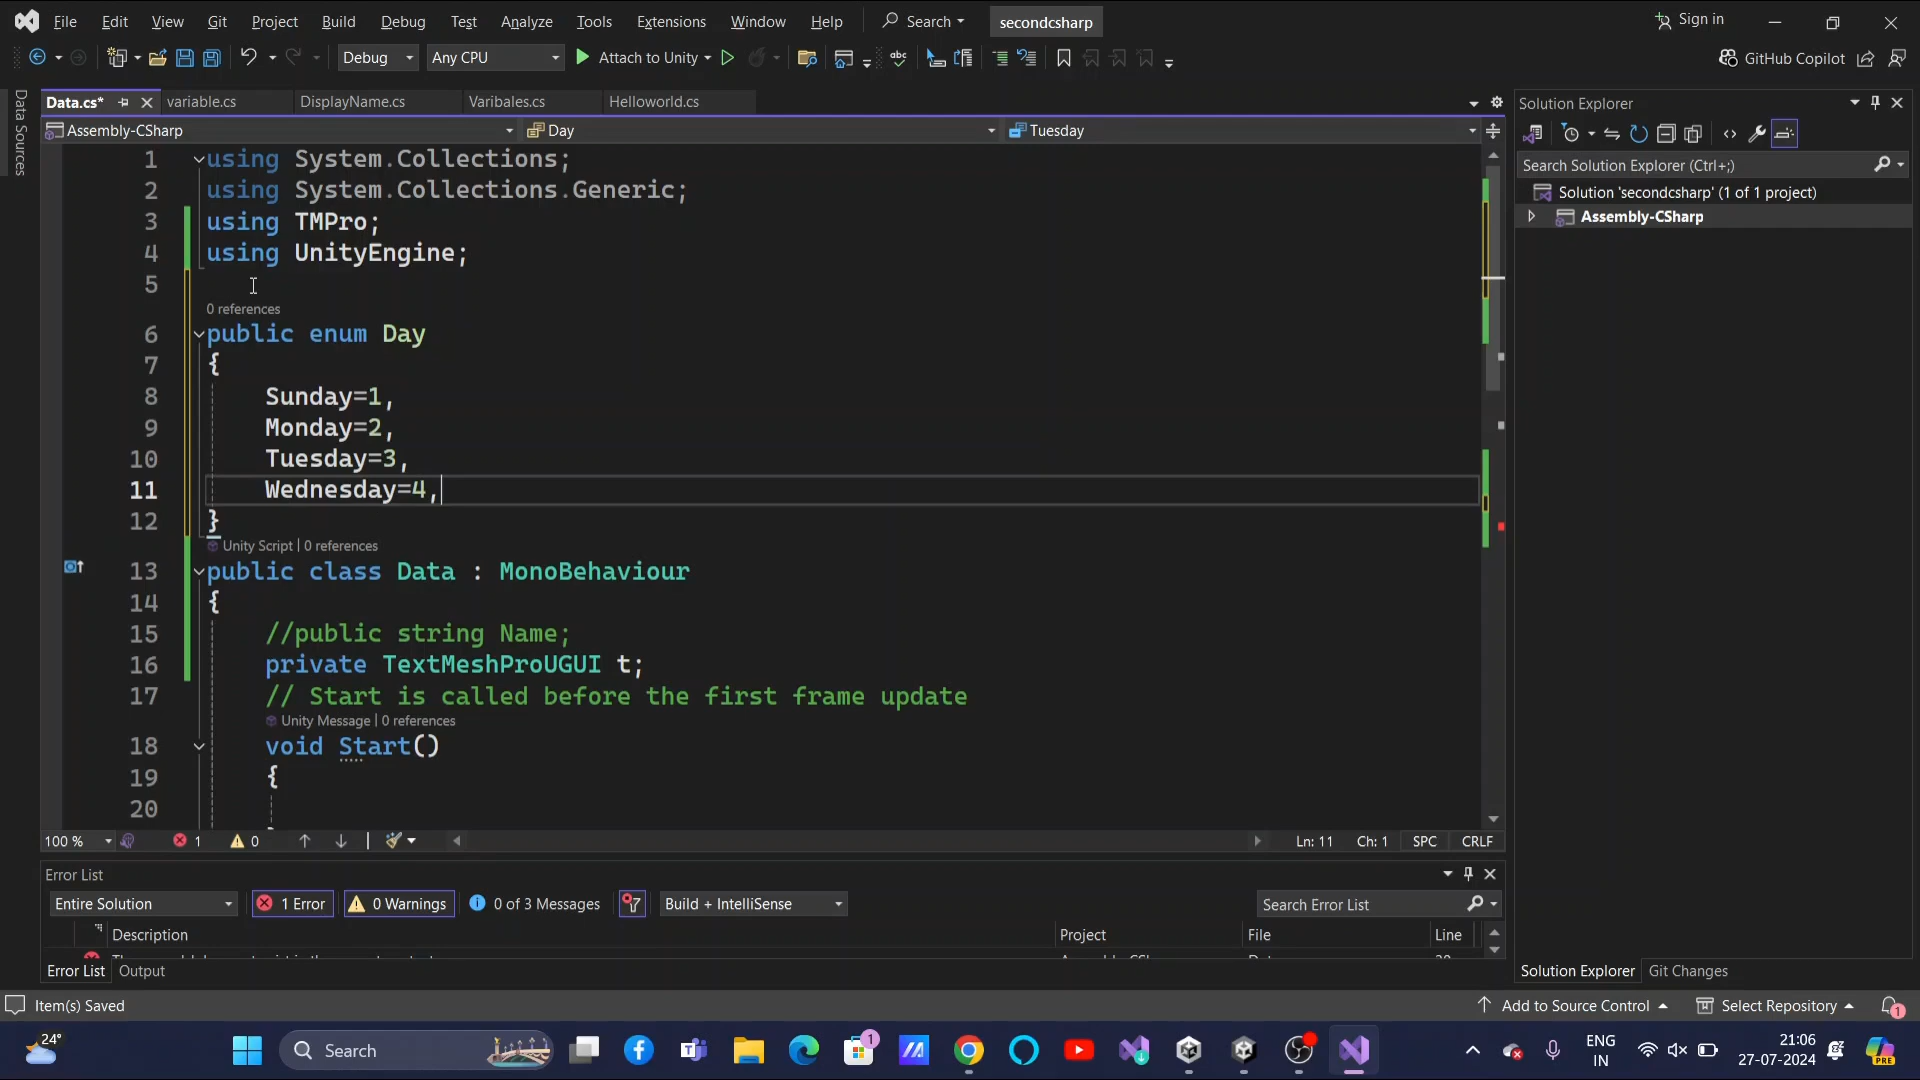 File Edit View Git Project Build Debug Test Analyze Tools Extensions Window Help Search secondcsharp Sign in
Debug Any CPU Attach to Unity abc GitHub Copilot
Data Sources
Data.cs* variable.cs DisplayName.cs Varibales.cs Helloworld.cs
Assembly-CSharp Day Tuesday
1 using System.Collections;
2 using System.Collections.Generic;
3 using TMPro;
4 using UnityEngine;
5
0 references
6 public enum Day
7 {
8 Sunday=1,
9 Monday=2,
10 Tuesday=3,
11 Wednesday=4,
12 }
Unity Script | 0 references
13 public class Data : MonoBehaviour
14 {
15 //public string Name;
16 private TextMeshProUGUI t;
17 // Start is called before the first frame update
Unity Message | 0 references
18 void Start()
19 {
20
100 % 1 0 Ln: 11 Ch: 1 SPC CRLF
Error List
Entire Solution 1 Error 0 Warnings 0 of 3 Messages Build + IntelliSense Search Error List
Description Project File Line
Error List Output
Solution Explorer
Search Solution Explorer (Ctrl+;)
Solution 'secondcsharp' (1 of 1 project)
Assembly-CSharp
Solution Explorer Git Changes
Item(s) Saved Add to Source Control Select Repository 1
24° Search 1 ENG IN 21:06 27-07-2024 PRE